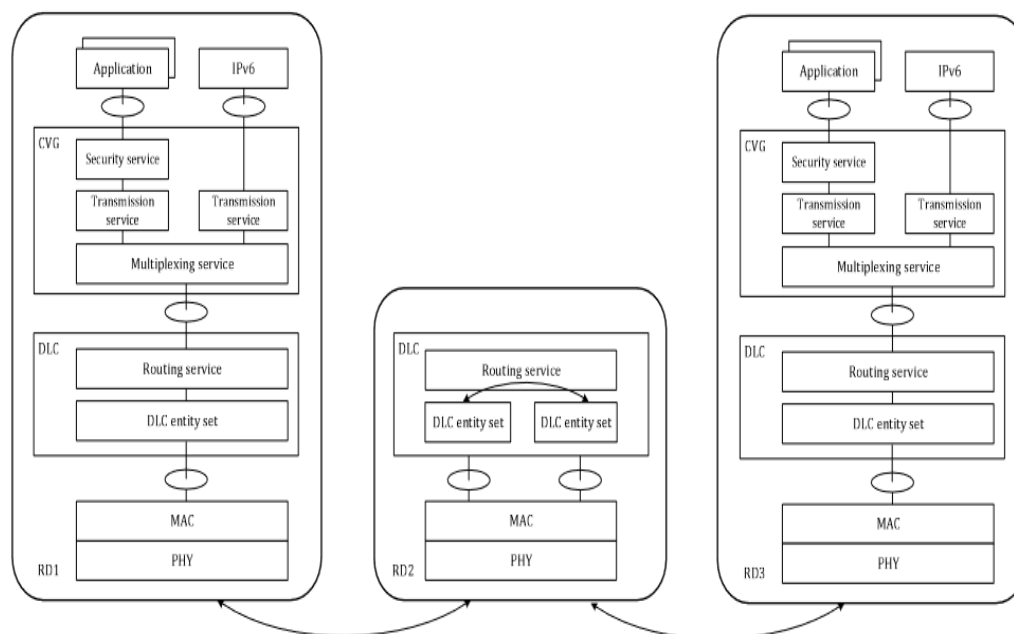 Application
IPv6
CVG
Security service
Transmission
service
Transmission
service
Multiplexing service
DLC
Routing service
DLC entity set
MAC
PHY
RD1
DLC
Routing service
DLC entity set
DLC entity set
MAC
PHY
RD2
Application
IPv6
CVG
Security service
Transmission
service
Transmission
service
Multiplexing service
DLC
Routing service
DLC entity set
MAC
PHY
RD3